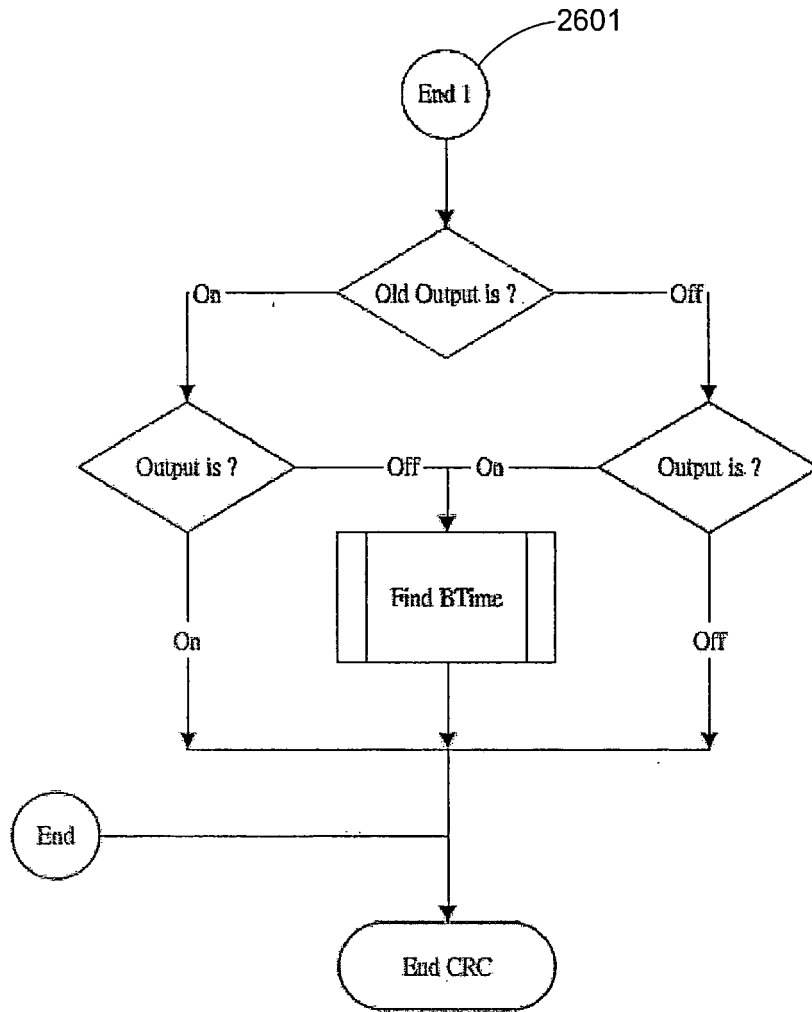 2601
End 1
Old Output is ?
On
Off
Output is ?
Off
On
Output is ?
Find BTime
On
Off
End
End CRC